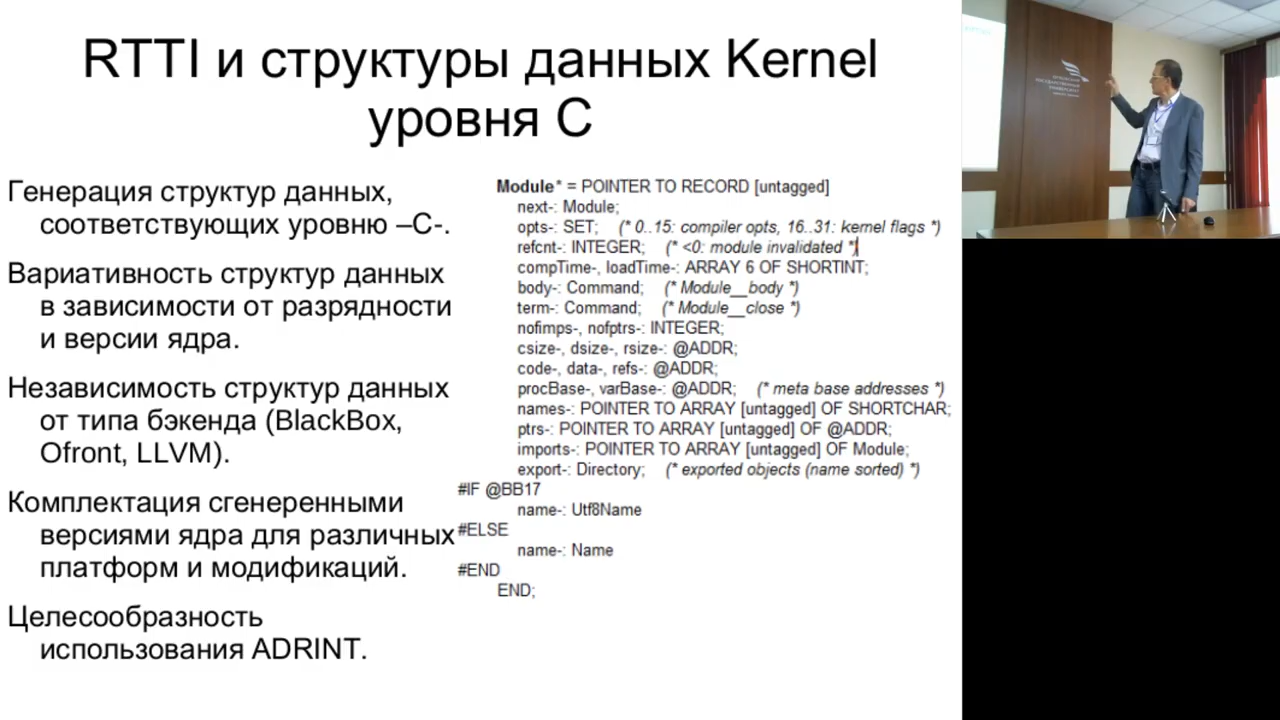 RTTI и структуры данных Kernel
уровня С
Генерация структур данных,
соответствующих уровню –С-.
Вариативность структур данных
в зависимости от разрядности
и версии ядра.
Независимость структур данных
от типа бэкенда (BlackBox,
Ofront, LLVM).
Комплектация сгенеренными
версиями ядра для различных
платформ и модификаций.
Целесообразность
использования ADRINT.
Module* = POINTER TO RECORD [untagged]
next-: Module;
opts-: SET; (* 0..15: compiler opts, 16..31: kernel flags *)
refcnt-: INTEGER; (* <0: module invalidated *)
compTime-, loadTime-: ARRAY 6 OF SHORTINT;
body-: Command; (* Module__body *)
term-: Command; (* Module__close *)
nofimps-, nofptrs-: INTEGER;
csize-, dsize-, rsize-: @ADDR;
code-, data-, refs-: @ADDR;
procBase-, varBase-: @ADDR; (* meta base addresses *)
names-: POINTER TO ARRAY [untagged] OF SHORTCHAR;
ptrs-: POINTER TO ARRAY [untagged] OF @ADDR;
imports-: POINTER TO ARRAY [untagged] OF Module;
export-: Directory; (* exported objects (name sorted) *)
#IF @BB17
name-: Utf8Name
#ELSE
name-: Name
#END
END;